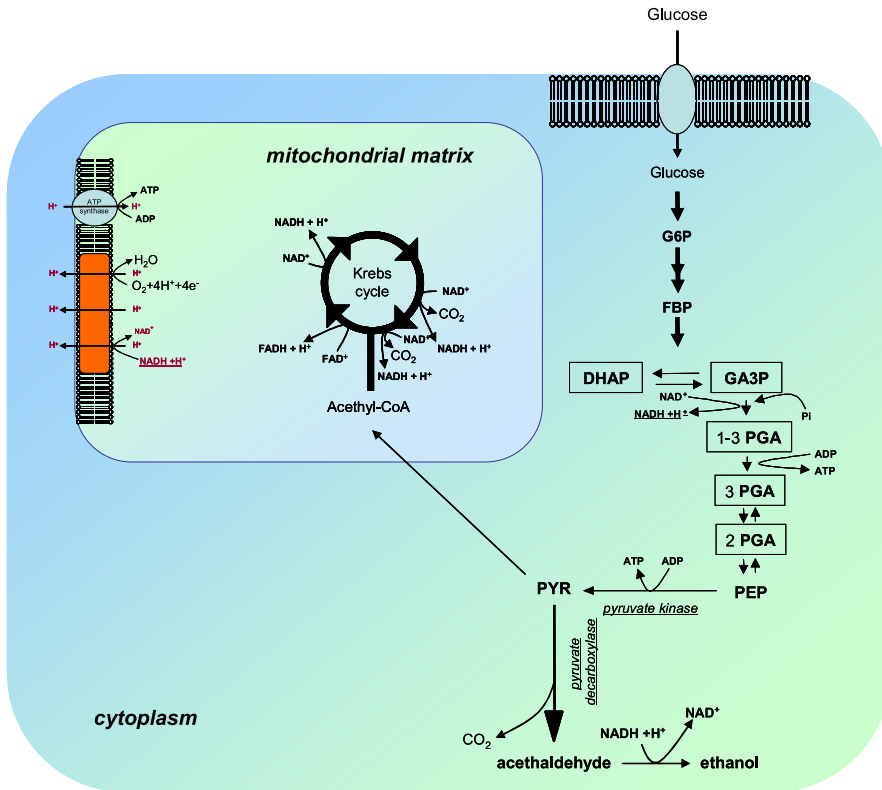 Glucose
mitochondrial matrix
Glucose
G6P
FBP
DHAP
GA3P
NAD⁺
NADH +H⁺
Pi
1-3 PGA
ADP
ATP
3 PGA
2 PGA
PEP
ADP
ATP
pyruvate kinase
PYR
pyruvate
decarboxylase
CO₂
acethaldehyde
NADH +H⁺
NAD⁺
ethanol
cytoplasm
ATP
H⁺
ATP
synthase
H⁺
ADP
H₂O
H⁺
H⁺
O₂+4H⁺+4e⁻
H⁺
H⁺
NAD⁺
H⁺
H⁺
NADH +H⁺
NADH + H⁺
NAD⁺
Krebs
cycle
NAD⁺
CO₂
NADH + H⁺
NAD⁺
CO₂
NADH + H⁺
FADH + H⁺
FAD⁺
Acethyl-CoA